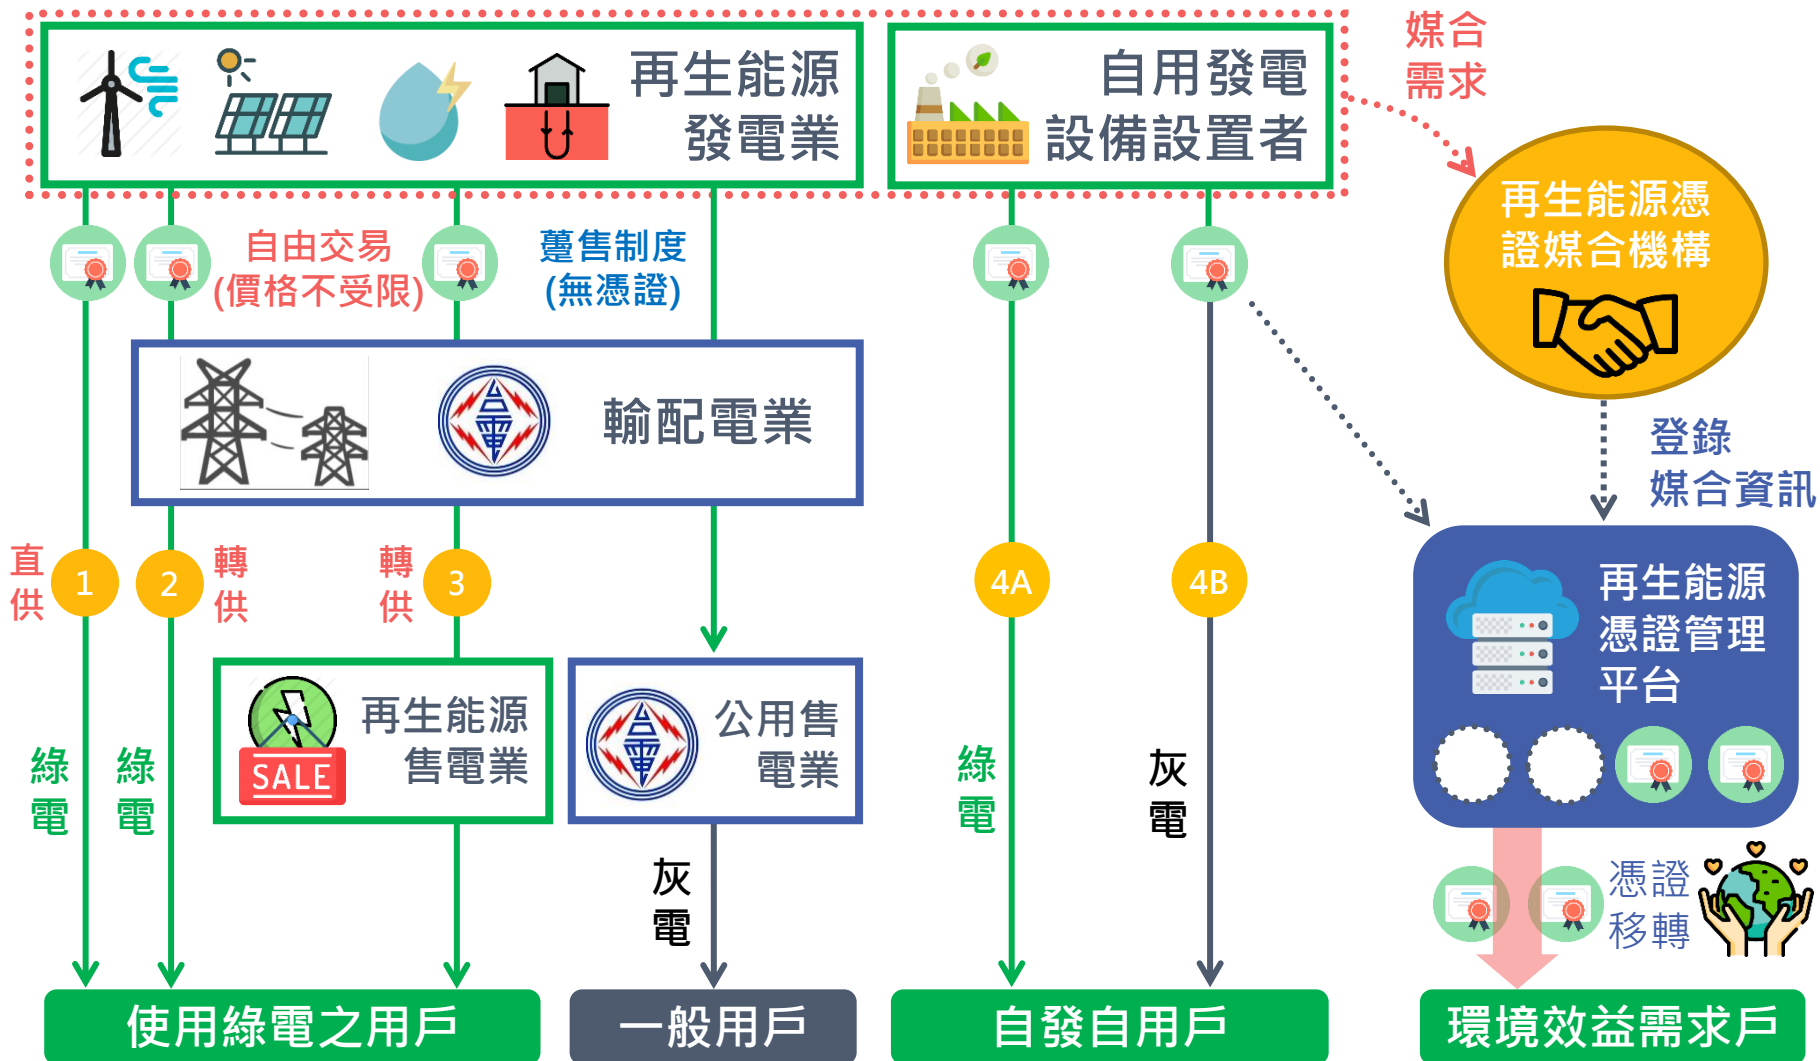 再生能源
發電業
自用發電
設備設置者
媒合
需求
再生能源憑
證媒合機構
自由交易
(價格不受限)
躉售制度
(無憑證)
台電
輸配電業
登錄
媒合資訊
直
供
1
2
轉
供
轉
供
3
4A
4B
再生能源
憑證管理
平台
SALE
再生能源
售電業
台電
公用售
電業
綠
電
綠
電
灰
電
綠
電
灰
電
憑證
移轉
使用綠電之用戶
一般用戶
自發自用戶
環境效益需求戶